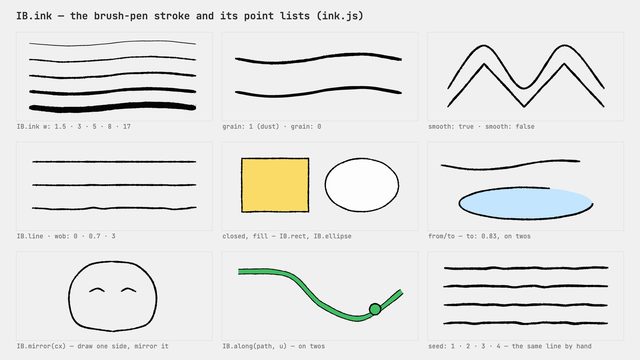 IB.ink — the brush-pen stroke and its point lists (ink.js)
IB.ink w: 1.5 · 3 · 5 · 8 · 17
grain: 1 (dust) · grain: 0
smooth: true · smooth: false
IB.line · wob: 0 · 0.7 · 3
closed, fill — IB.rect, IB.ellipse
from/to — to: 0.83, on twos
IB.mirror(cx) — draw one side, mirror it
IB.along(path, u) — on twos
seed: 1 · 2 · 3 · 4 — the same line by hand